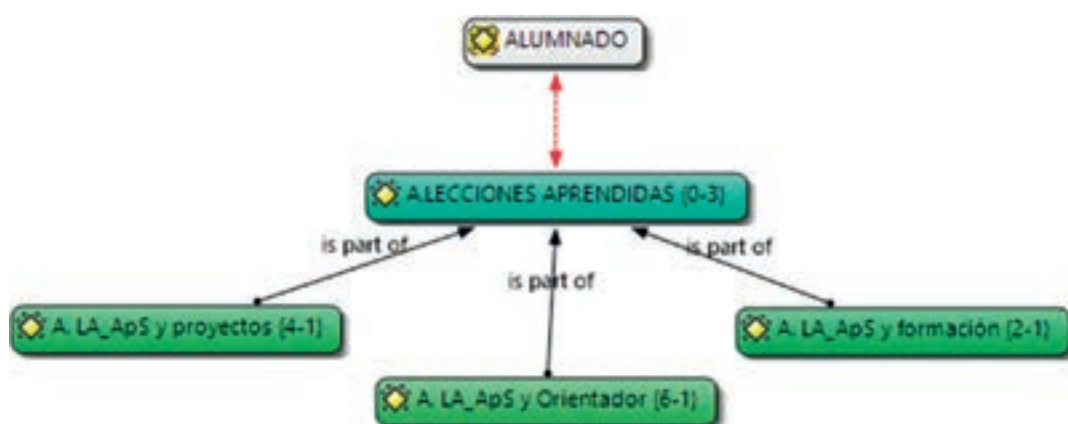 ALUMNADO
A.LECCIONES APRENDIDAS {0-3}
is part of
is part of
is part of
A. LA_ApS y proyectos {4-1}
A. LA_ApS y formación {2-1}
A. LA_ApS y Orientador {6-1}